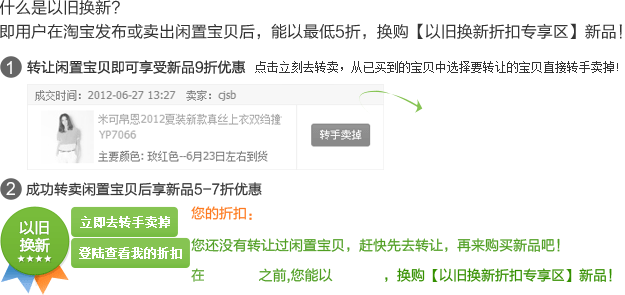 什么是以旧换新?
即用户在淘宝发布或卖出闲置宝贝后，能以最低5折，换购【以旧换新折扣专享区】新品！
1 转让闲置宝贝即可享受新品9折优惠 点击立刻去转卖，从已买到的宝贝中选择要转让的宝贝直接转手卖掉!
成交时间：2012-06-27 13:27 卖家：cjsb
米可帛恩2012夏装新款真丝上衣双绉撞
YP7066
主要颜色: 玫红色--6月23日左右到货
转手卖掉
2 成功转卖闲置宝贝后享新品5-7折优惠
以旧
换新
立即去转手卖掉
登陆查看我的折扣
您的折扣：
您还没有转让过闲置宝贝，赶快先去转让，再来购买新品吧！
在 之前,您能以 ，换购【以旧换新折扣专享区】新品！